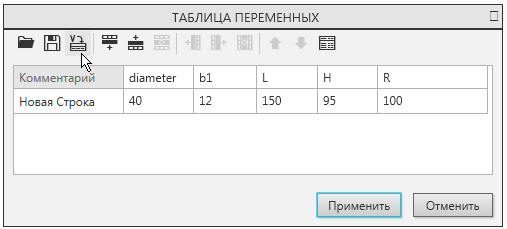 ТАБЛИЦА ПЕРЕМЕННЫХ
Комментарий diameter b1 L H R
Новая Строка 40 12 150 95 100
Применить Отменить